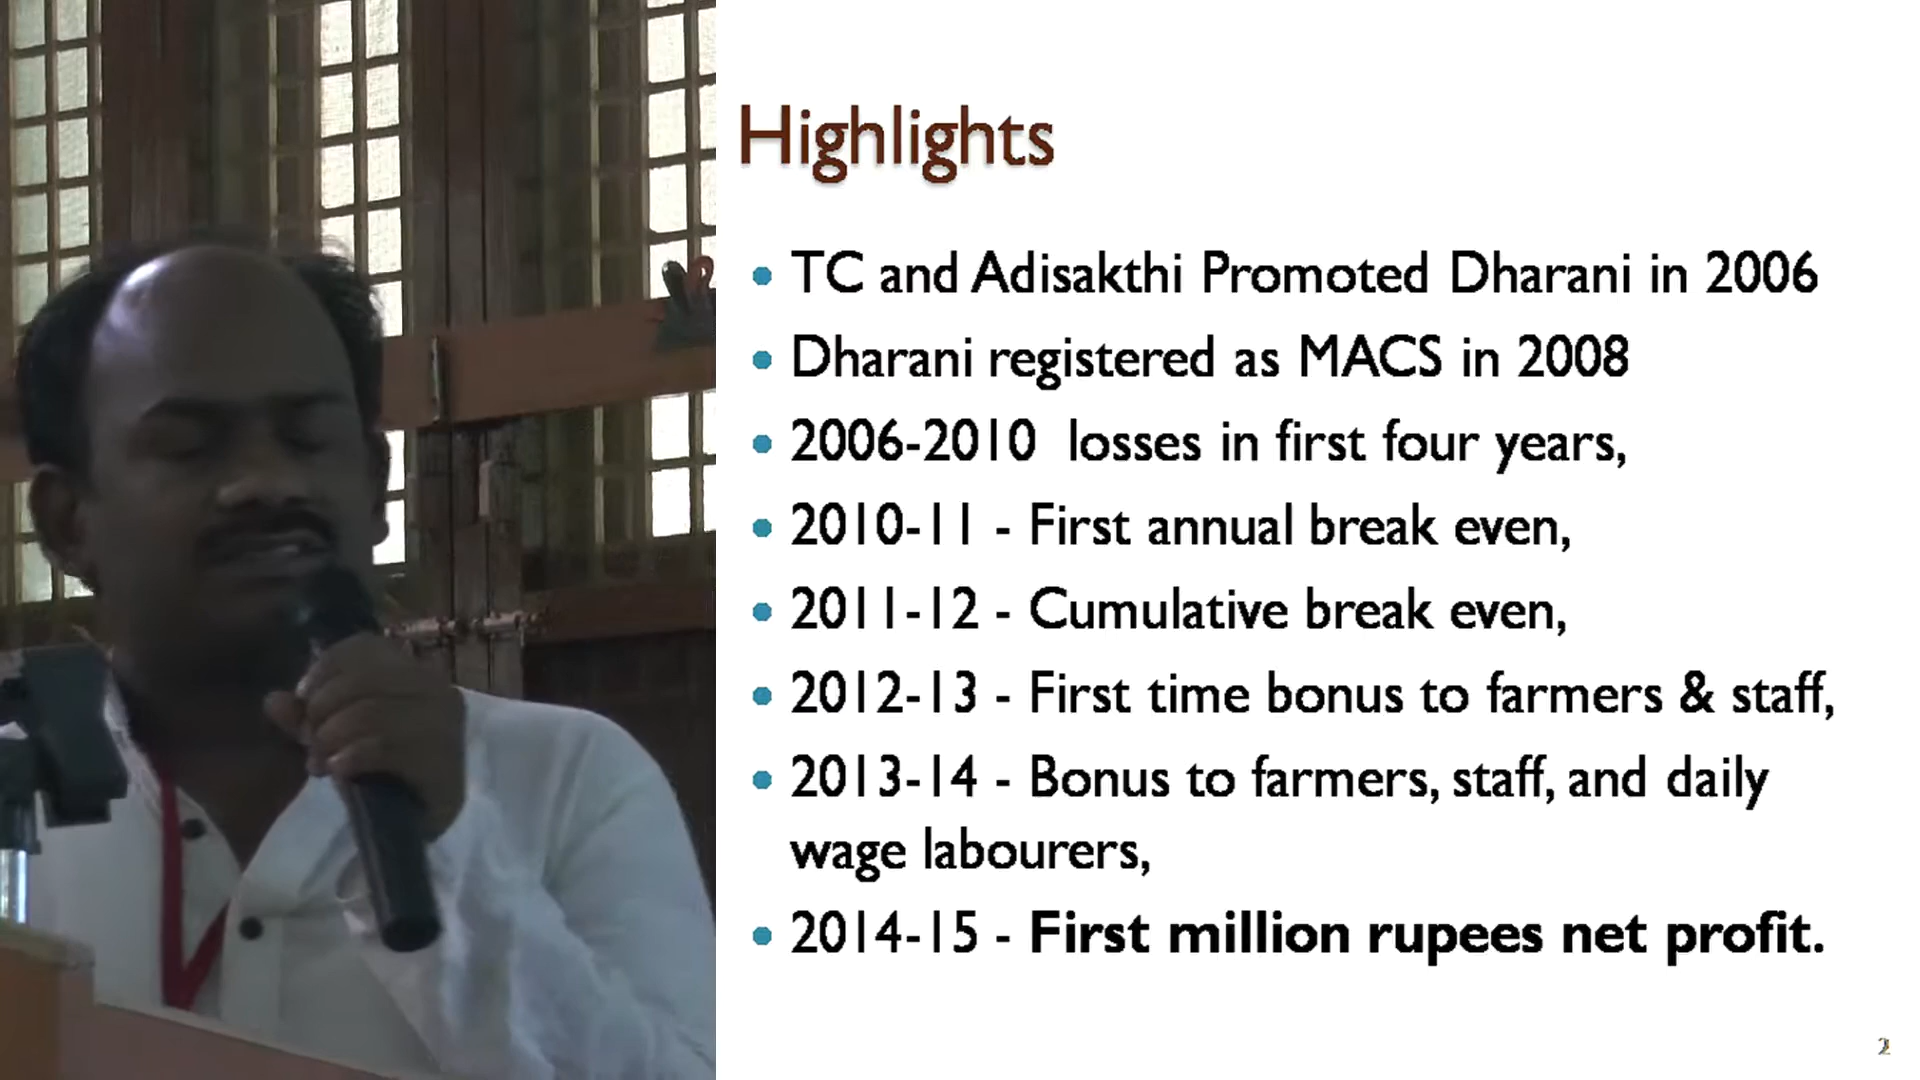 Highlights
• TC and Adisakthi Promoted Dharani in 2006
• Dharani registered as MACS in 2008
• 2006-2010 losses in first four years,
• 2010-11 - First annual break even,
• 2011-12 - Cumulative break even,
• 2012-13 - First time bonus to farmers & staff,
• 2013-14 - Bonus to farmers, staff, and daily
wage labourers,
• 2014-15 - First million rupees net profit.